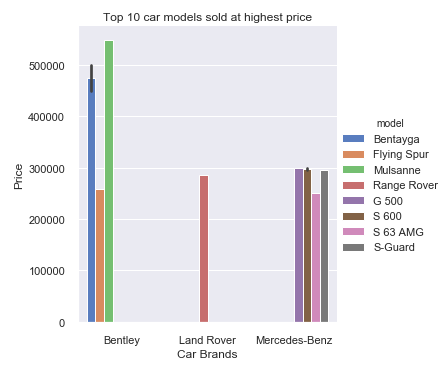 Top 10 car models sold at highest price
500000
400000
300000
200000
100000
0
Price
Bentley
Land Rover
Mercedes-Benz
Car Brands
model
Bentayga
Flying Spur
Mulsanne
Range Rover
G 500
S 600
S 63 AMG
S-Guard